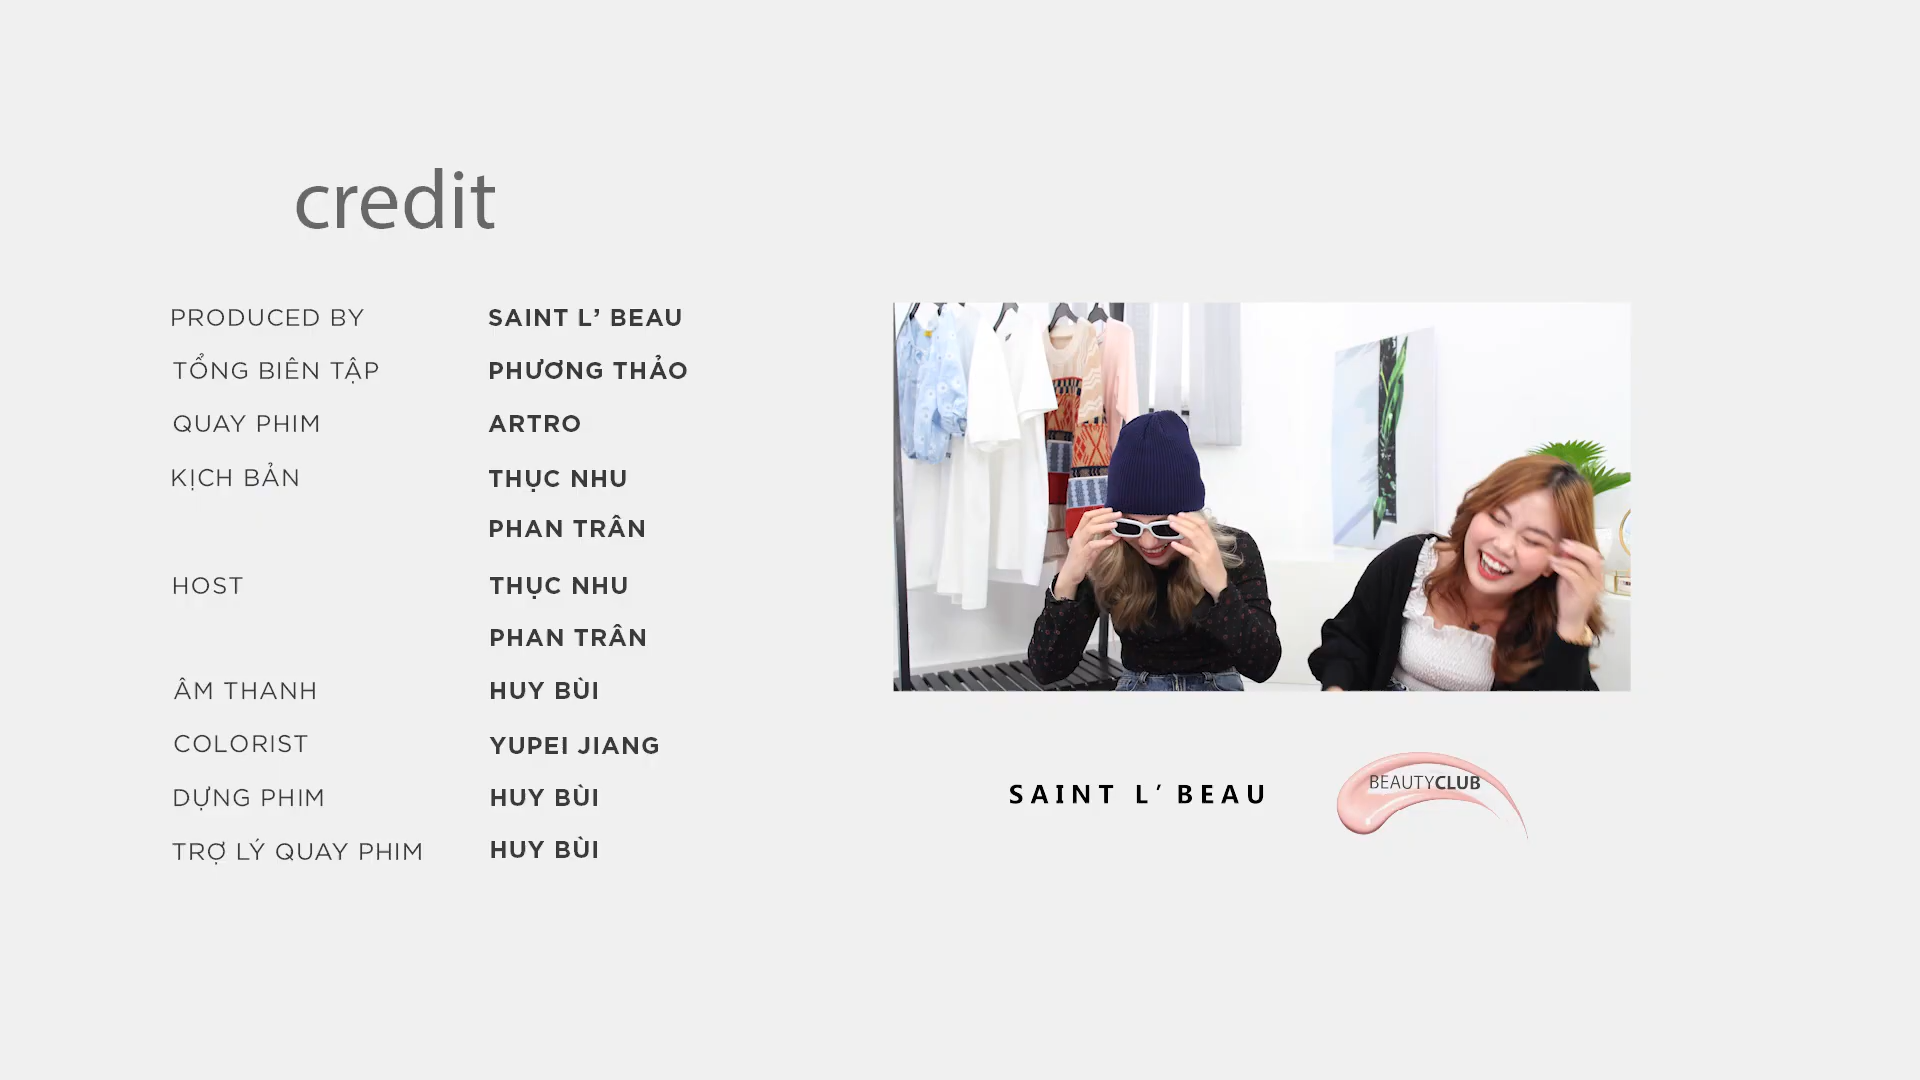 credit
PRODUCED BY SAINT L’ BEAU
TỔNG BIÊN TẬP PHƯƠNG THẢO
QUAY PHIM ARTRO
KỊCH BẢN THỤC NHU
PHAN TRÂN
HOST THỤC NHU
PHAN TRÂN
ÂM THANH HUY BÙI
COLORIST YUPEI JIANG
DỰNG PHIM HUY BÙI
TRỢ LÝ QUAY PHIM HUY BÙI
SAINT L’ BEAU
BEAUTYCLUB